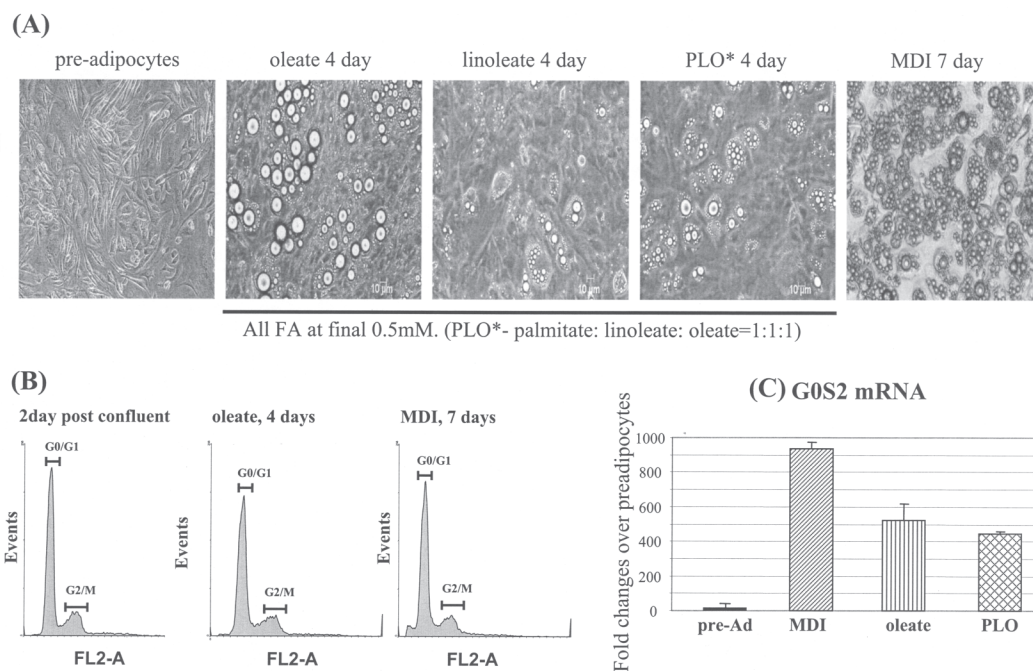 (A)
pre-adipocytes oleate 4 day linoleate 4 day PLO* 4 day MDI 7 day
10 μm 10 μm 10 μm
All FA at final 0.5mM. (PLO*- palmitate: linoleate: oleate=1:1:1)
(B)
2day post confluent oleate, 4 days MDI, 7 days
G0/G1 G0/G1 G0/G1
G2/M G2/M G2/M
Events Events Events
FL2-A FL2-A FL2-A
(C) G0S2 mRNA
Fold changes over preadipocytes
1000
800
600
400
200
0
pre-Ad MDI oleate PLO